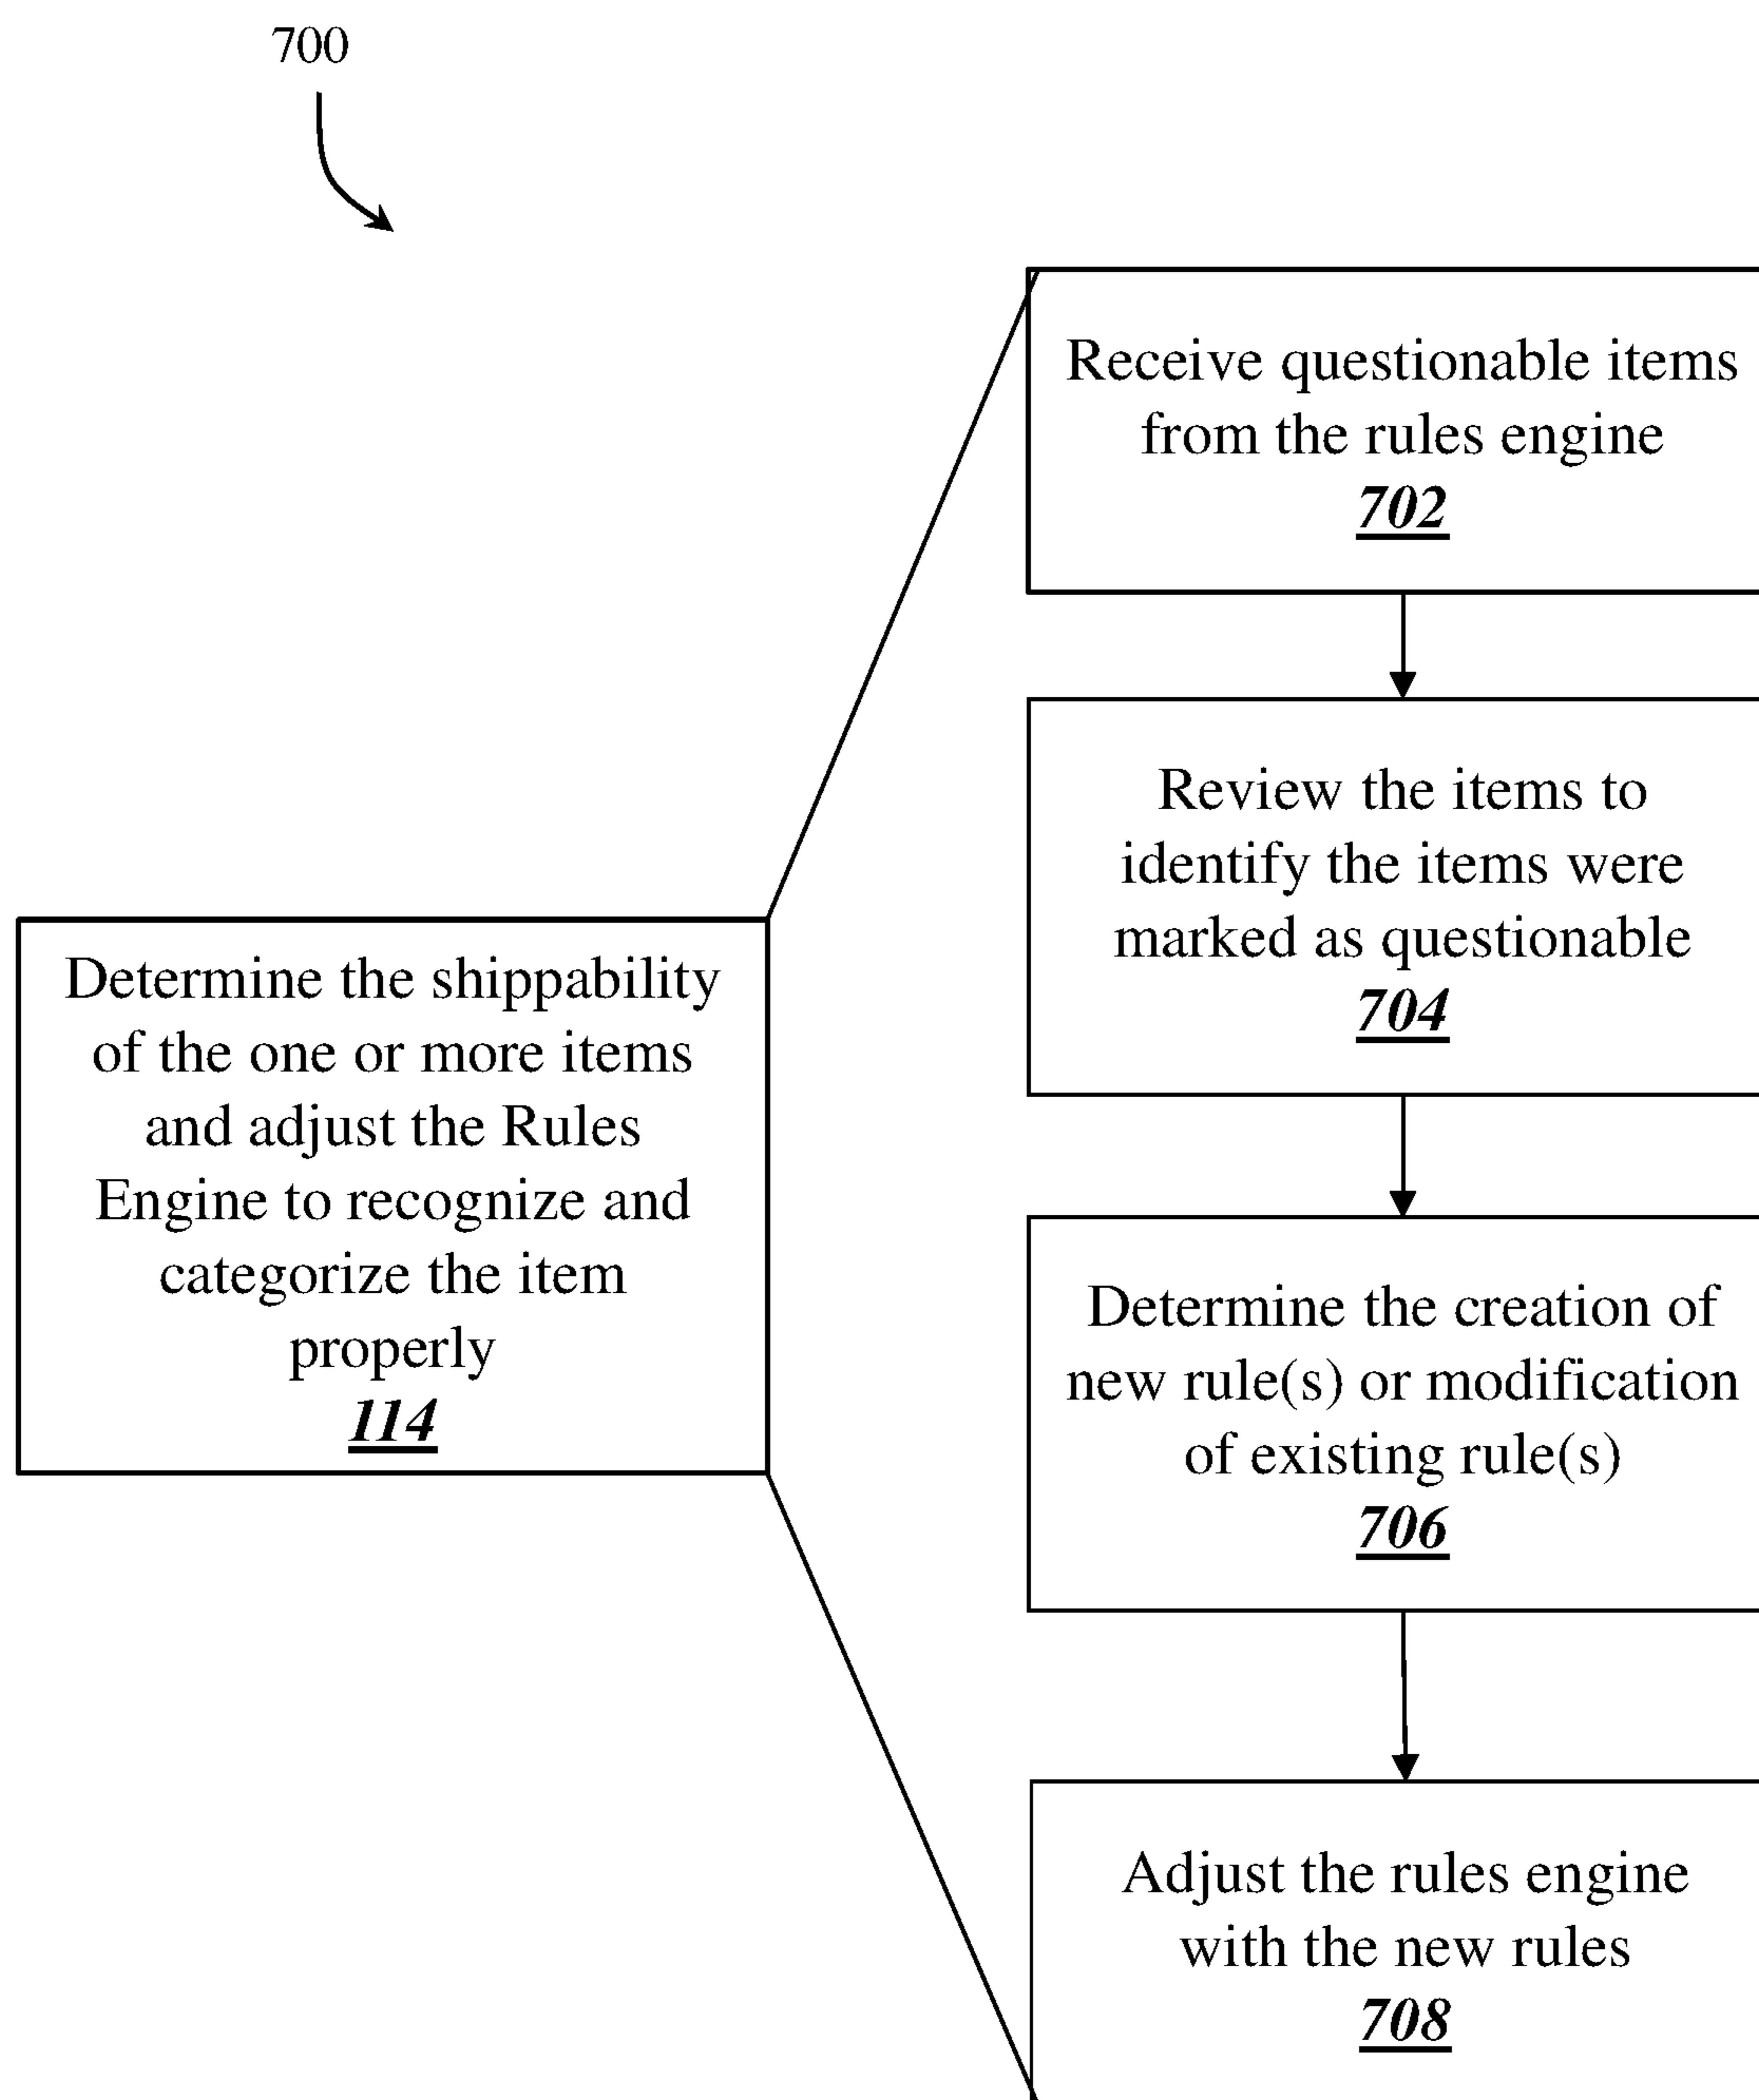 700
Receive questionable items
from the rules engine
702
Review the items to
identify the items were
marked as questionable
704
Determine the shippability
of the one or more items
and adjust the Rules
Engine to recognize and
categorize the item
properly
114
Determine the creation of
new rule(s) or modification
of existing rule(s)
706
Adjust the rules engine
with the new rules
708